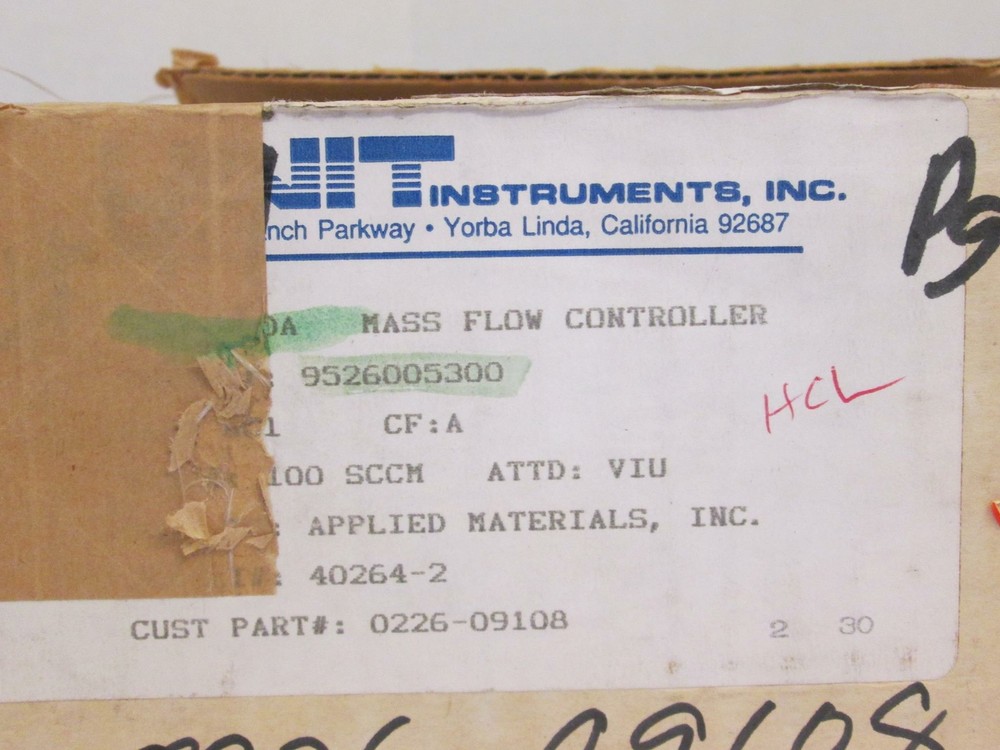 INSTRUMENTS, INC.
Parkway • Yorba Linda, California 92687
MASS FLOW CONTROLLER
9526005300
HCL
CF:A
100 SCCM ATTD: VIU
APPLIED MATERIALS, INC.
40264-2
CUST PART#: 0226-09108
2 30